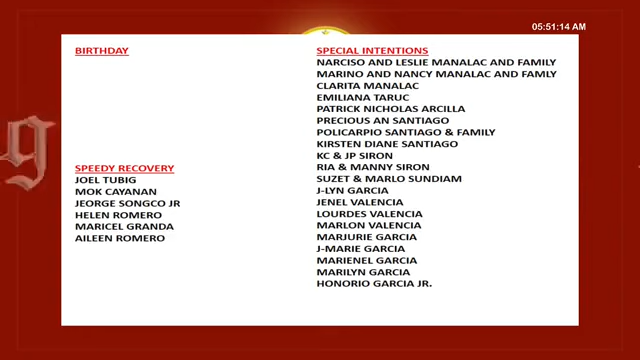 05:51:14 AM
BIRTHDAY
SPEEDY RECOVERY
JOEL TUBIG
MOK CAYANAN
JEORGE SONGCO JR
HELEN ROMERO
MARICEL GRANDA
AILEEN ROMERO
SPECIAL INTENTIONS
NARCISO AND LESLIE MANALAC AND FAMILY
MARINO AND NANCY MANALAC AND FAMLY
CLARITA MANALAC
EMILIANA TARUC
PATRICK NICHOLAS ARCILLA
PRECIOUS AN SANTIAGO
POLICARPIO SANTIAGO & FAMILY
KIRSTEN DIANE SANTIAGO
KC & JP SIRON
RIA & MANNY SIRON
SUZET & MARLO SUNDIAM
J-LYN GARCIA
JENEL VALENCIA
LOURDES VALENCIA
MARLON VALENCIA
MARJURIE GARCIA
J-MARIE GARCIA
MARIENEL GARCIA
MARILYN GARCIA
HONORIO GARCIA JR.